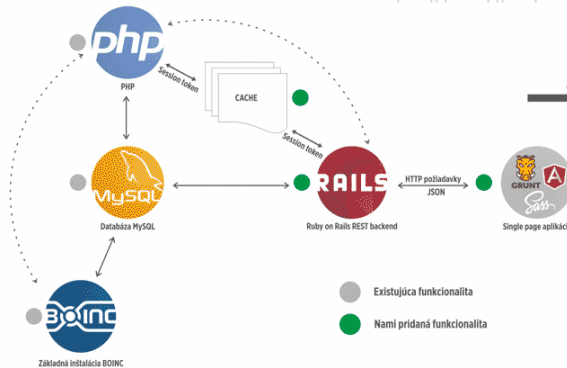 php
PHP
Session token
CACHE
Session token
MySQL
Databáza MySQL
RAILS
Ruby on Rails REST backend
HTTP požiadavky
JSON
GRUNT
Sass
Single page aplikáci
BOINC
Základná inštalácia BOINC
Existujúca funkcionalita
Nami pridaná funkcionalita